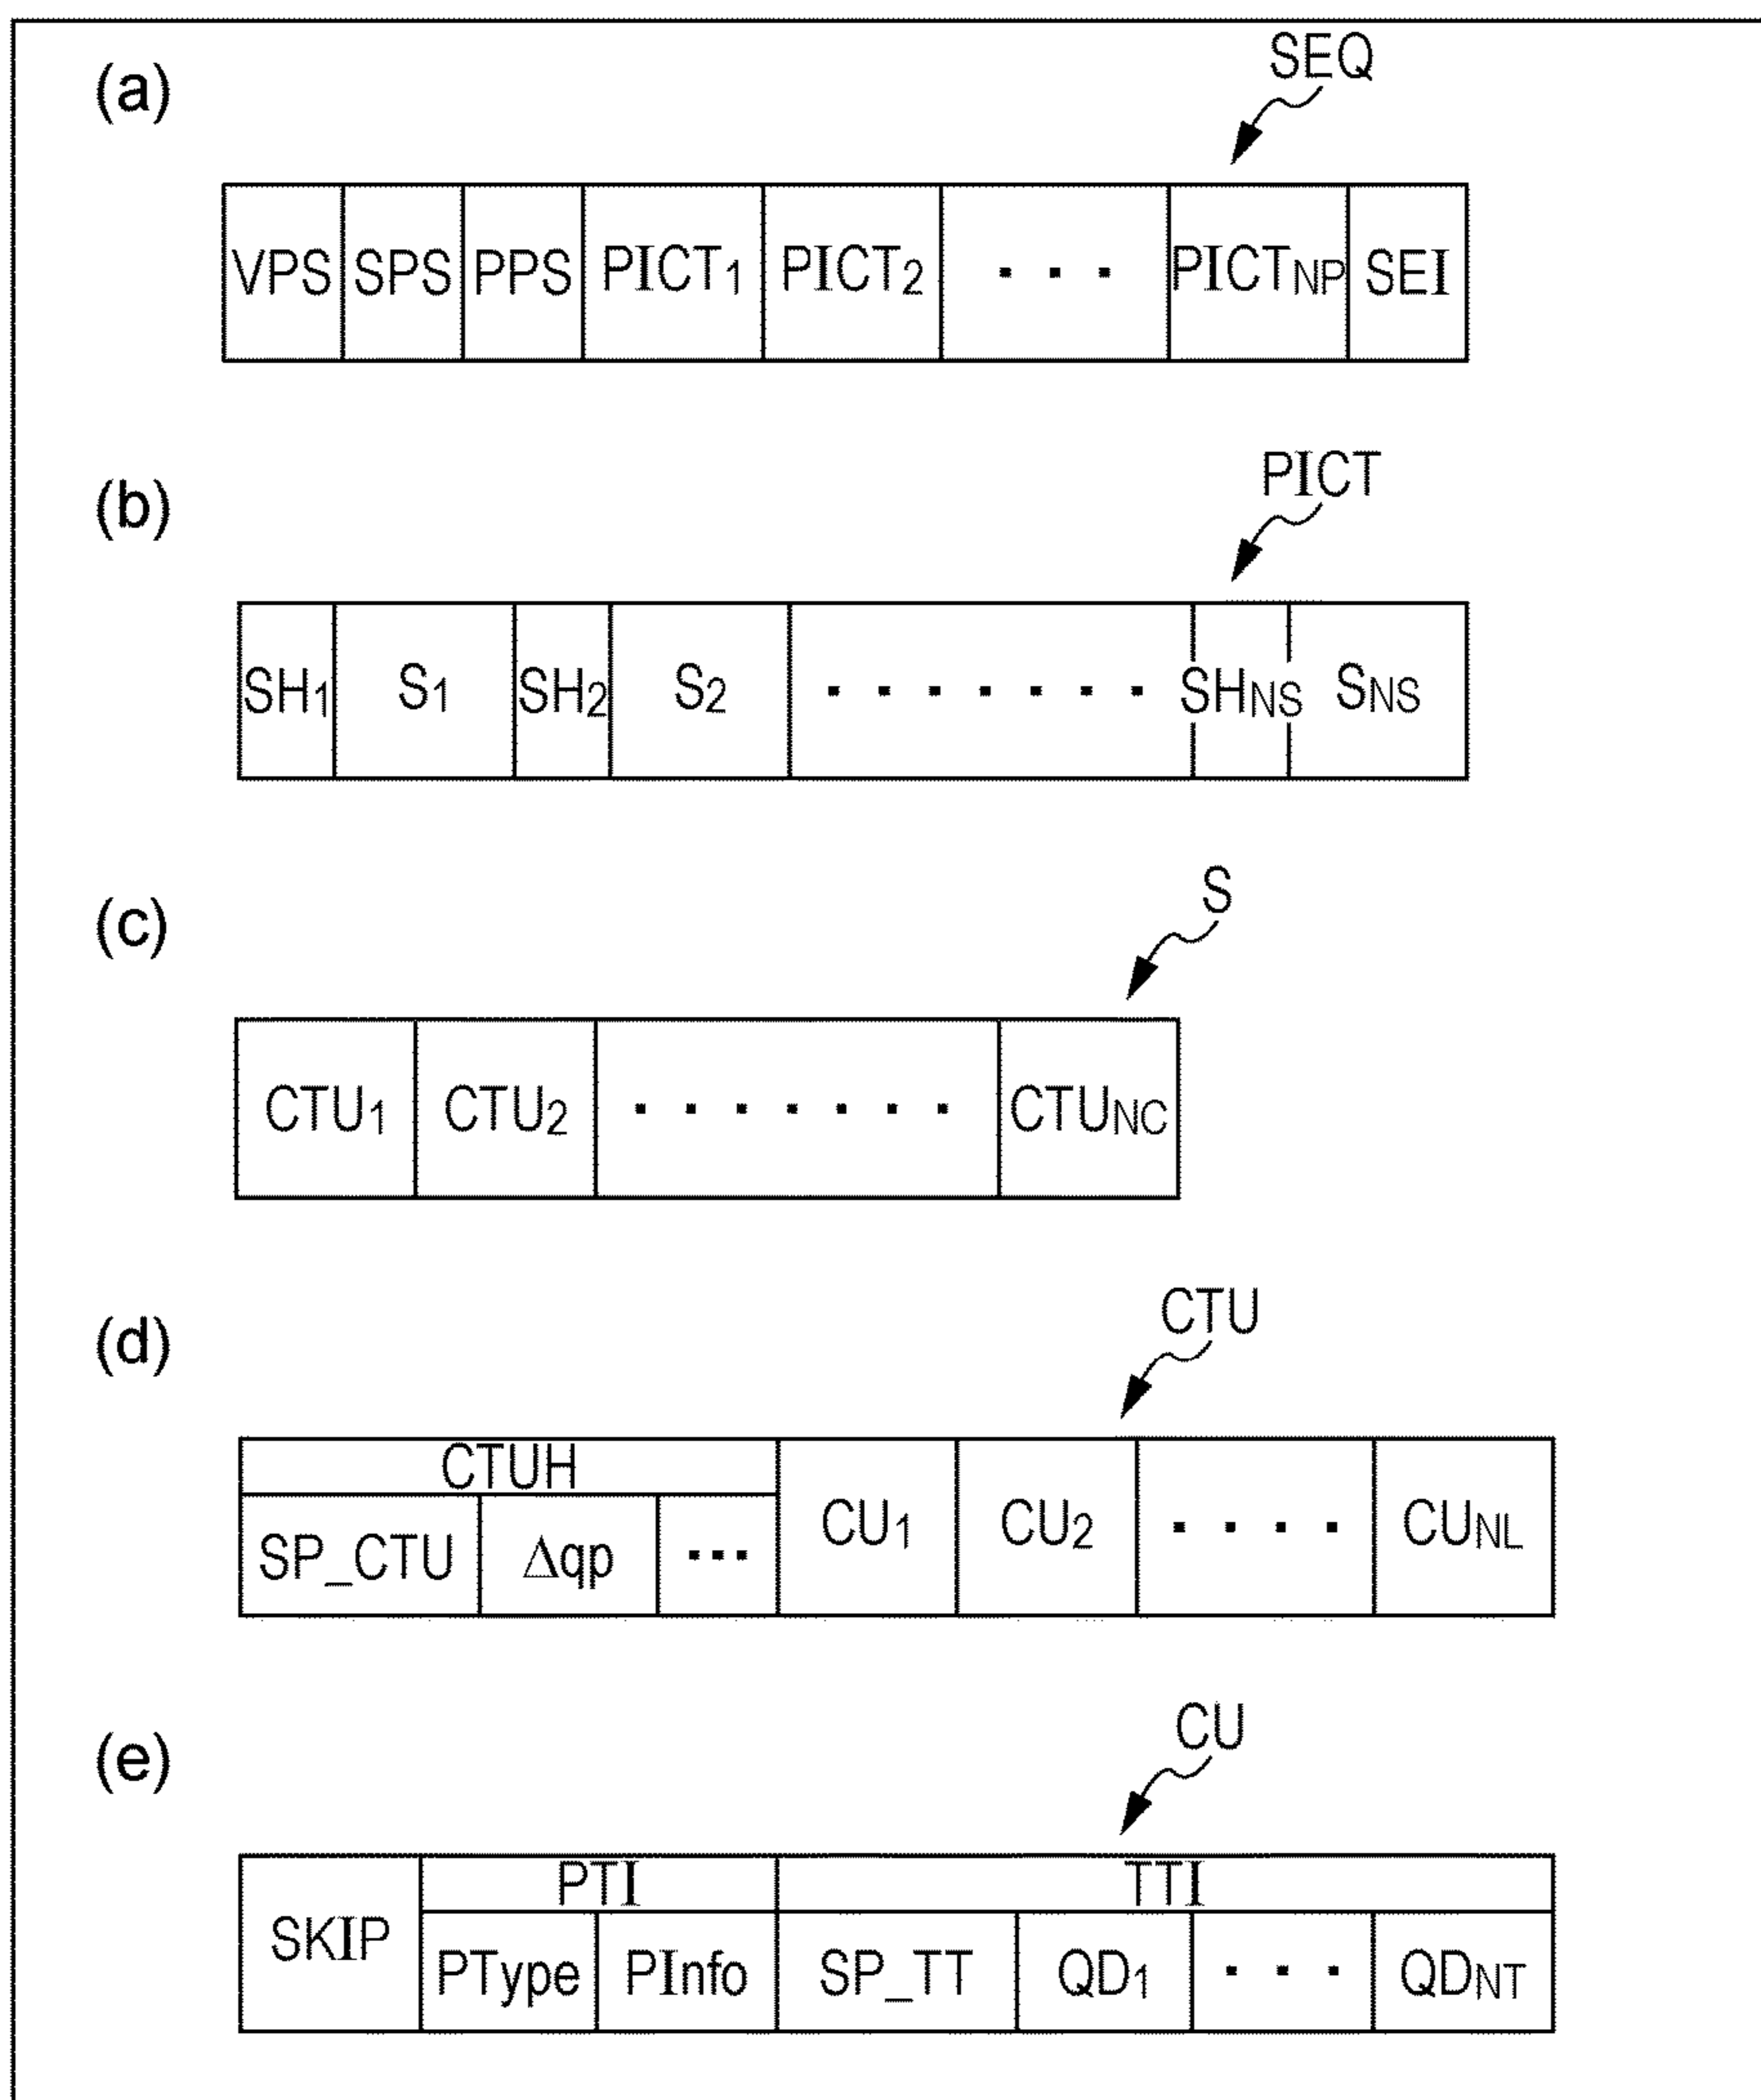 (a)
SEQ
VPS SPS PPS PICT1 PICT2 ... PICTNP SEI
(b)
PICT
SH1 S1 SH2 S2 ....... SHNS SNS
(c)
S
CTU1 CTU2 ....... CTUNC
(d)
CTU
CTUH
SP_CTU Δqp ... CU1 CU2 .... CUNL
(e)
CU
SKIP PTI TTI
PType PInfo SP_TT QD1 ... QDNT